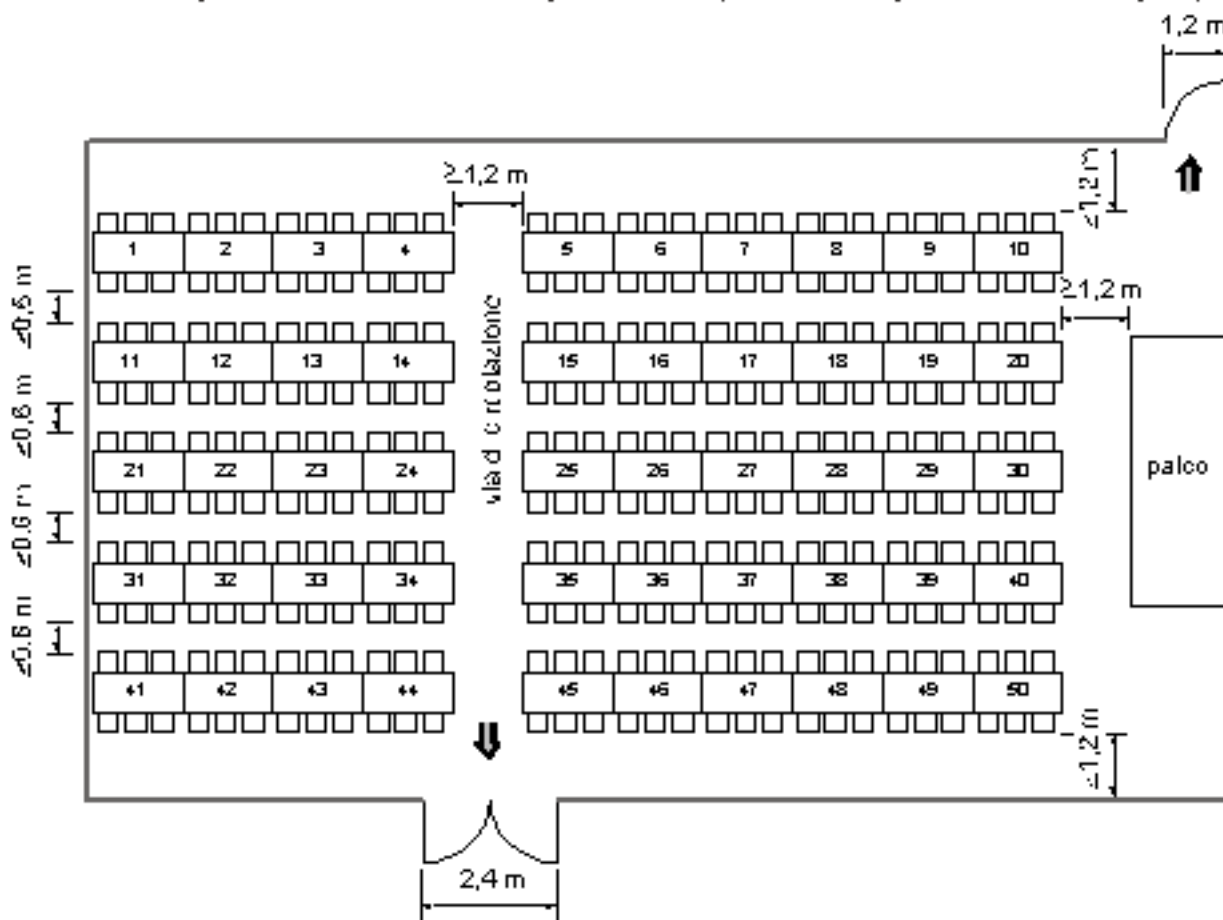 1,2 m
≥1,2 m
≥1,2 m
1 2 3 4 5 6 7 8 9 10
≥0,6 m
≥1,2 m
11 12 13 14 15 16 17 18 19 20
≥0,6 m
via di circolazione
21 22 23 24 25 26 27 28 29 30
palco
≥0,6 m
31 32 33 34 35 36 37 38 39 40
≥0,6 m
41 42 43 44 45 46 47 48 49 50
≥1,2 m
2,4 m